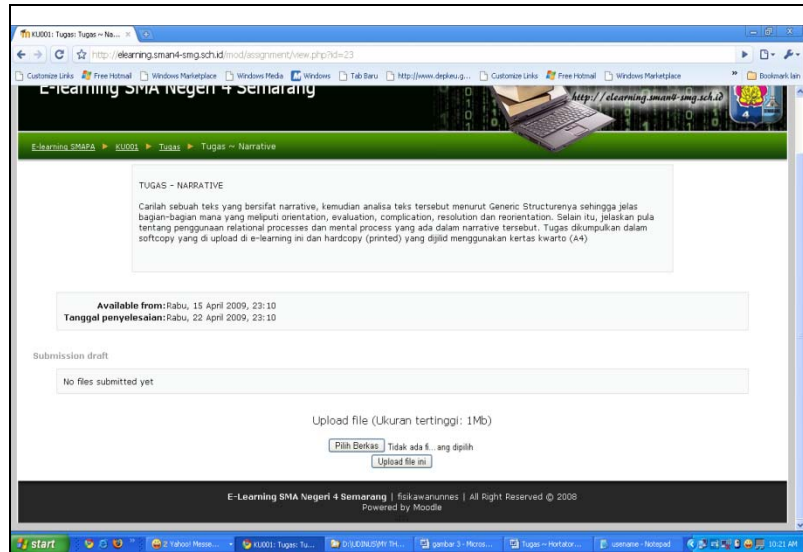 KU001: Tugas: Tugas ~ Na...
http://elearning.sman4-smg.sch.id/mod/assignment/view.php?id=23
Customize Links Free Hotmail Windows Marketplace Windows Media Windows Tab Baru http://www.depkeu.g... Customize Links Free Hotmail Windows Marketplace » Bookmark lain
E-learning SMA Negeri 4 Semarang
http://elearning.sman4-smg.sch.id
E-learning SMAPA ► KU001 ► Tugas ► Tugas ~ Narrative
TUGAS - NARRATIVE
Carilah sebuah teks yang bersifat narrative, kemudian analisa teks tersebut menurut Generic Structurenya sehingga jelas
bagian-bagian mana yang meliputi orientation, evaluation, complication, resolution dan reorientation. Selain itu, jelaskan pula
tentang penggunaan relational processes dan mental process yang ada dalam narrative tersebut. Tugas dikumpulkan dalam
softcopy yang di upload di e-learning ini dan hardcopy (printed) yang dijilid menggunakan kertas kwarto (A4)
Available from:Rabu, 15 April 2009, 23:10
Tanggal penyelesaian:Rabu, 22 April 2009, 23:10
Submission draft
No files submitted yet
Upload file (Ukuran tertinggi: 1Mb)
Pilih Berkas Tidak ada fi... ang dipilih
Upload file ini
E-Learning SMA Negeri 4 Semarang | fisikawanunnes | All Right Reserved © 2008
Powered by Moodle
start 2 Yahoo! Messe... KU001: Tugas: Tu... D:\UDINUS\MY TH... gambar 3 - Micros... Tugas ~ Hortator... username - Notepad 10:21 AM